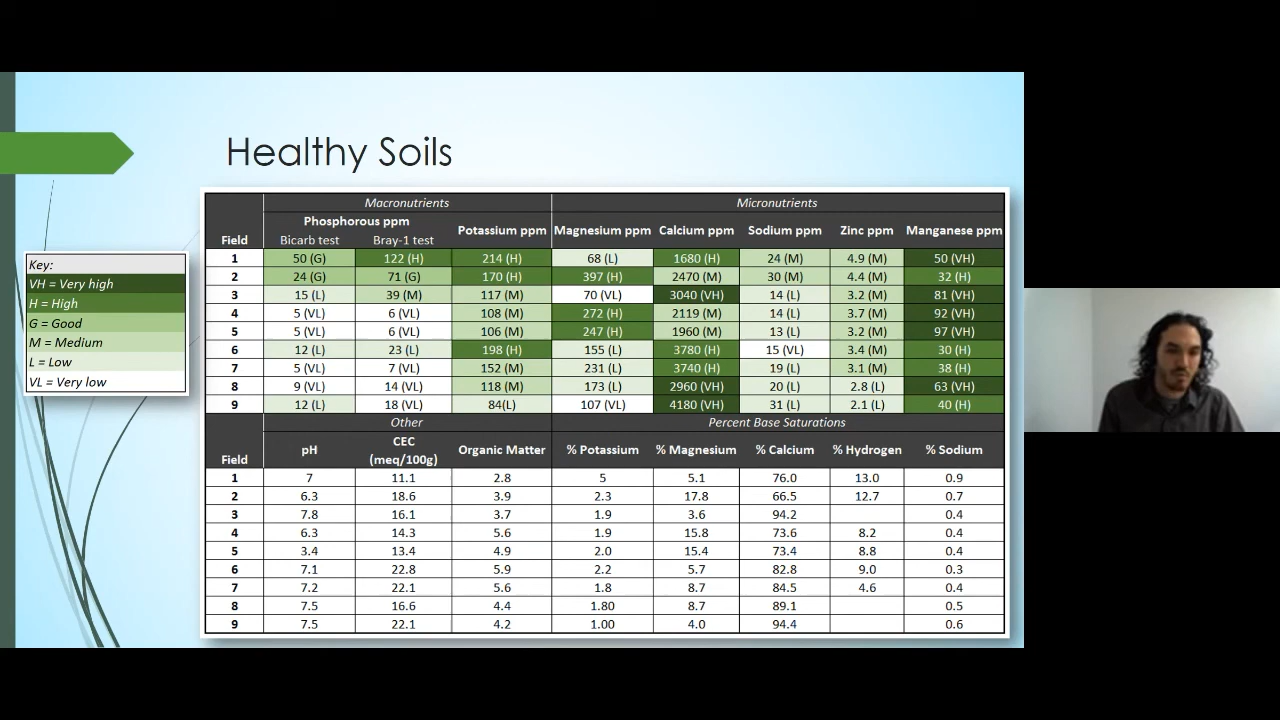 Healthy Soils
Key:
VH = Very high
H = High
G = Good
M = Medium
L = Low
VL = Very low
Macronutrients Micronutrients
Phosphorous ppm
Field Bicarb test Bray-1 test Potassium ppm Magnesium ppm Calcium ppm Sodium ppm Zinc ppm Manganese ppm
1 50 (G) 122 (H) 214 (H) 68 (L) 1680 (H) 24 (M) 4.9 (M) 50 (VH)
2 24 (G) 71 (G) 170 (H) 397 (H) 2470 (M) 30 (M) 4.4 (M) 32 (H)
3 15 (L) 39 (M) 117 (M) 70 (VL) 3040 (VH) 14 (L) 3.2 (M) 81 (VH)
4 5 (VL) 6 (VL) 108 (M) 272 (H) 2119 (M) 14 (L) 3.7 (M) 92 (VH)
5 5 (VL) 6 (VL) 106 (M) 247 (H) 1960 (M) 13 (L) 3.2 (M) 97 (VH)
6 12 (L) 23 (L) 198 (H) 155 (L) 3780 (H) 15 (VL) 3.4 (M) 30 (H)
7 5 (VL) 7 (VL) 152 (M) 231 (L) 3740 (H) 19 (L) 3.1 (M) 38 (H)
8 9 (VL) 14 (VL) 118 (M) 173 (L) 2960 (VH) 20 (L) 2.8 (L) 63 (VH)
9 12 (L) 18 (VL) 84(L) 107 (VL) 4180 (VH) 31 (L) 2.1 (L) 40 (H)
Other Percent Base Saturations
Field pH CEC (meq/100g) Organic Matter % Potassium % Magnesium % Calcium % Hydrogen % Sodium
1 7 11.1 2.8 5 5.1 76.0 13.0 0.9
2 6.3 18.6 3.9 2.3 17.8 66.5 12.7 0.7
3 7.8 16.1 3.7 1.9 3.6 94.2 0.4
4 6.3 14.3 5.6 1.9 15.8 73.6 8.2 0.4
5 3.4 13.4 4.9 2.0 15.4 73.4 8.8 0.4
6 7.1 22.8 5.9 2.2 5.7 82.8 9.0 0.3
7 7.2 22.1 5.6 1.8 8.7 84.5 4.6 0.4
8 7.5 16.6 4.4 1.80 8.7 89.1 0.5
9 7.5 22.1 4.2 1.00 4.0 94.4 0.6